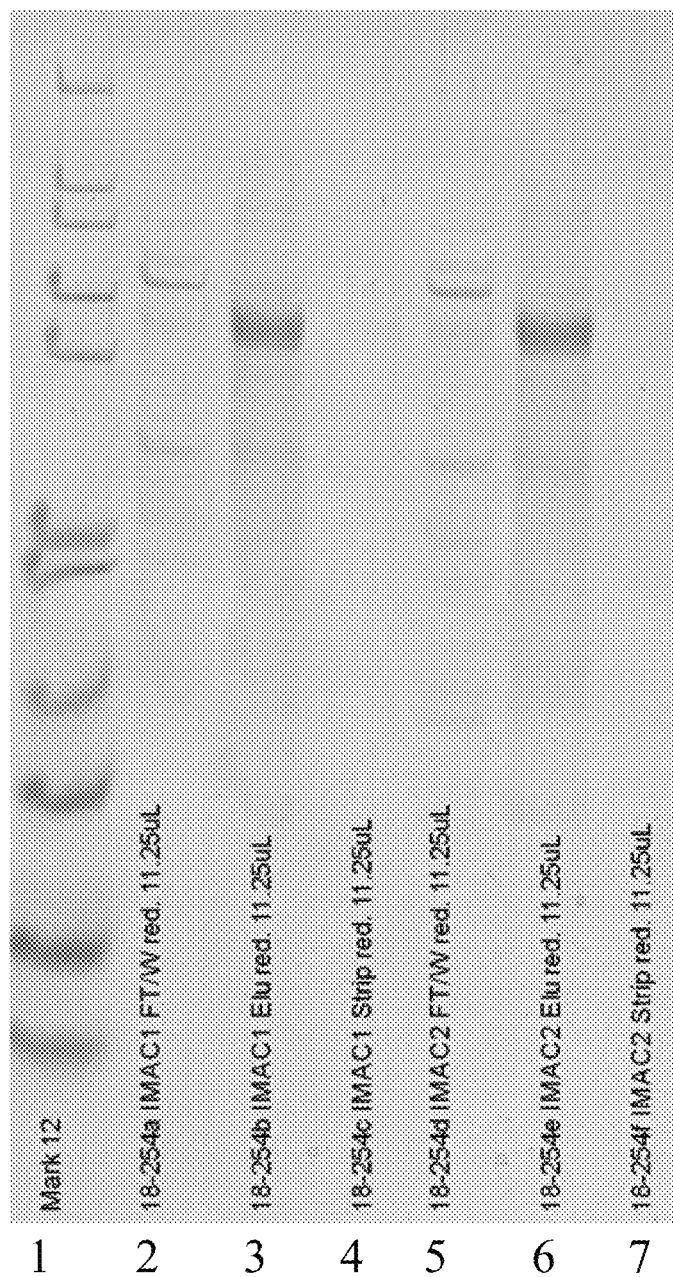 Mark 12
18-254a IMAC1 FT/W red. 11.25uL
18-254b IMAC1 Elu red. 11.25uL
18-254c IMAC1 Strip red. 11.25uL
18-254d IMAC2 FT/W red. 11.25uL
18-254e IMAC2 Elu red. 11.25uL
18-254f IMAC2 Strip red. 11.25uL
1 2 3 4 5 6 7